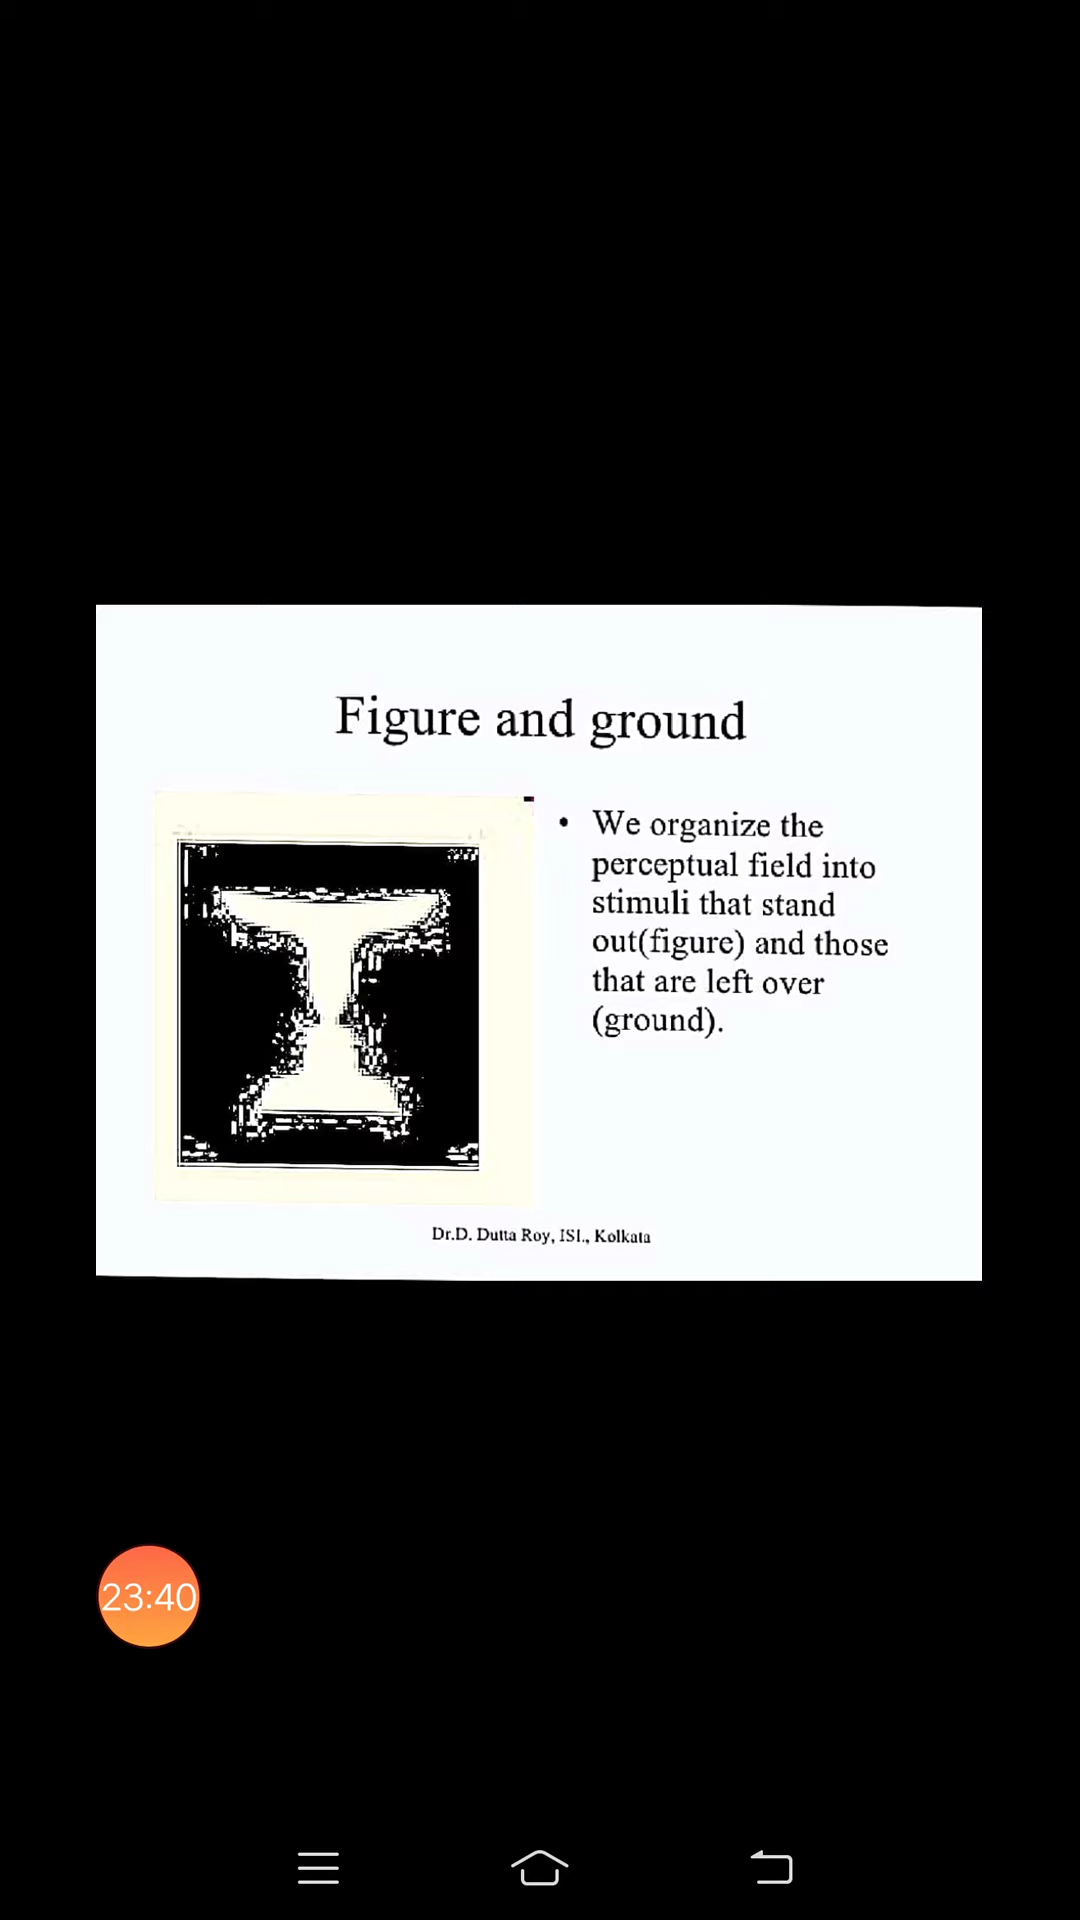 Figure and ground
• We organize the
perceptual field into
stimuli that stand
out(figure) and those
that are left over
(ground).
Dr.D. Dutta Roy, ISI., Kolkata
23:40